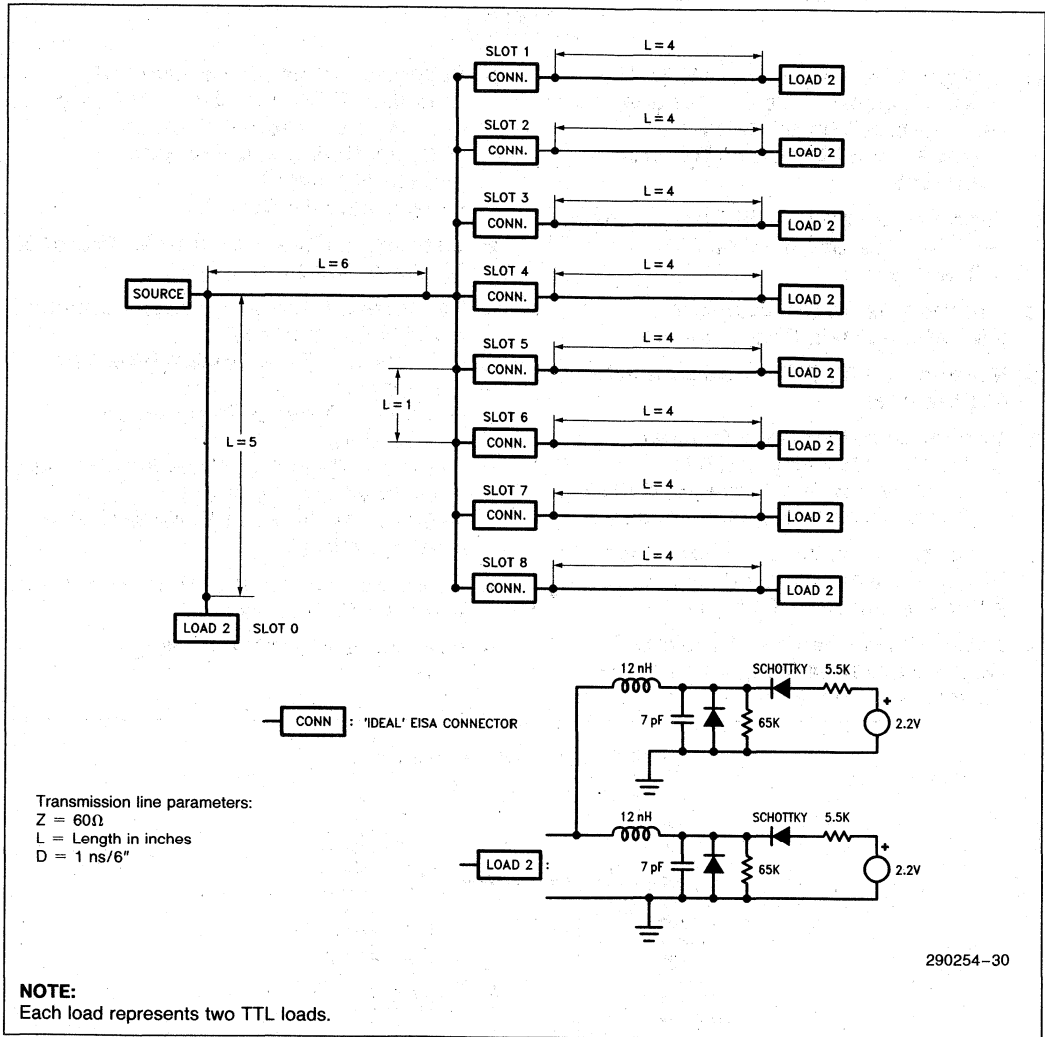 SLOT 1
L = 4
CONN.
LOAD 2
SLOT 2
L = 4
CONN.
LOAD 2
SLOT 3
L = 4
CONN.
LOAD 2
L = 6
SLOT 4
L = 4
SOURCE
CONN.
LOAD 2
SLOT 5
L = 4
CONN.
LOAD 2
L = 1
L = 5
SLOT 6
L = 4
CONN.
LOAD 2
SLOT 7
L = 4
CONN.
LOAD 2
SLOT 8
L = 4
CONN.
LOAD 2
LOAD 2
SLOT 0
12 nH
SCHOTTKY
5.5K
CONN
: 'IDEAL' EISA CONNECTOR
7 pF
65K
+
2.2V
Transmission line parameters:
Z = 60Ω
L = Length in inches
D = 1 ns/6"
12 nH
SCHOTTKY
5.5K
LOAD 2
:
7 pF
65K
+
2.2V
290254–30
NOTE:
Each load represents two TTL loads.